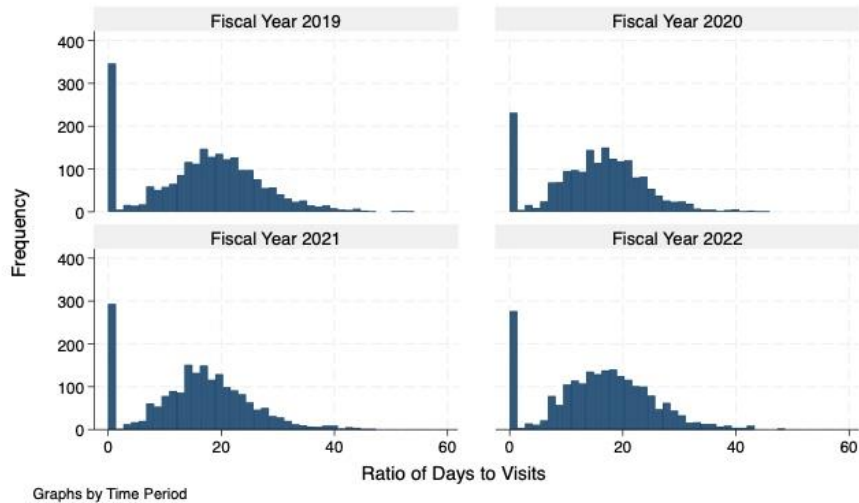 Fiscal Year 2019
Fiscal Year 2020
400
300
200
100
0
Fiscal Year 2021
Fiscal Year 2022
400
300
200
100
0
0 20 40 60
0 20 40 60
Frequency
Ratio of Days to Visits
Graphs by Time Period